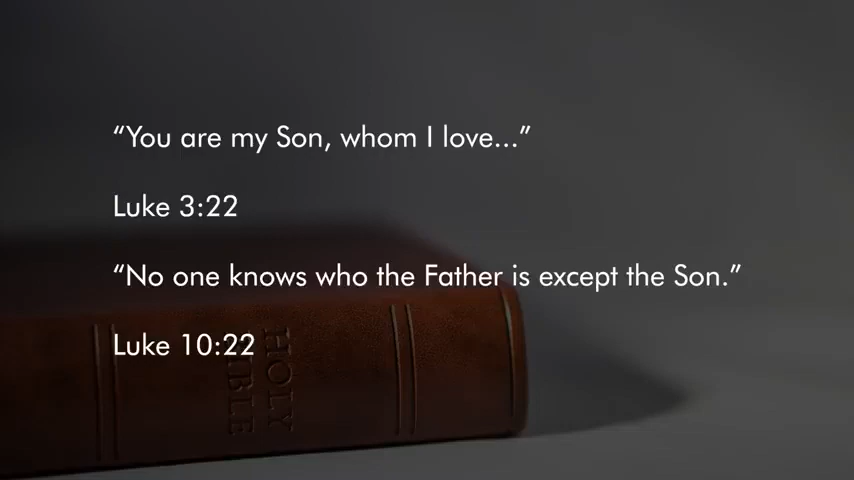 “You are my Son, whom I love...”
Luke 3:22
“No one knows who the Father is except the Son.”
Luke 10:22
HOLY
BIBLE